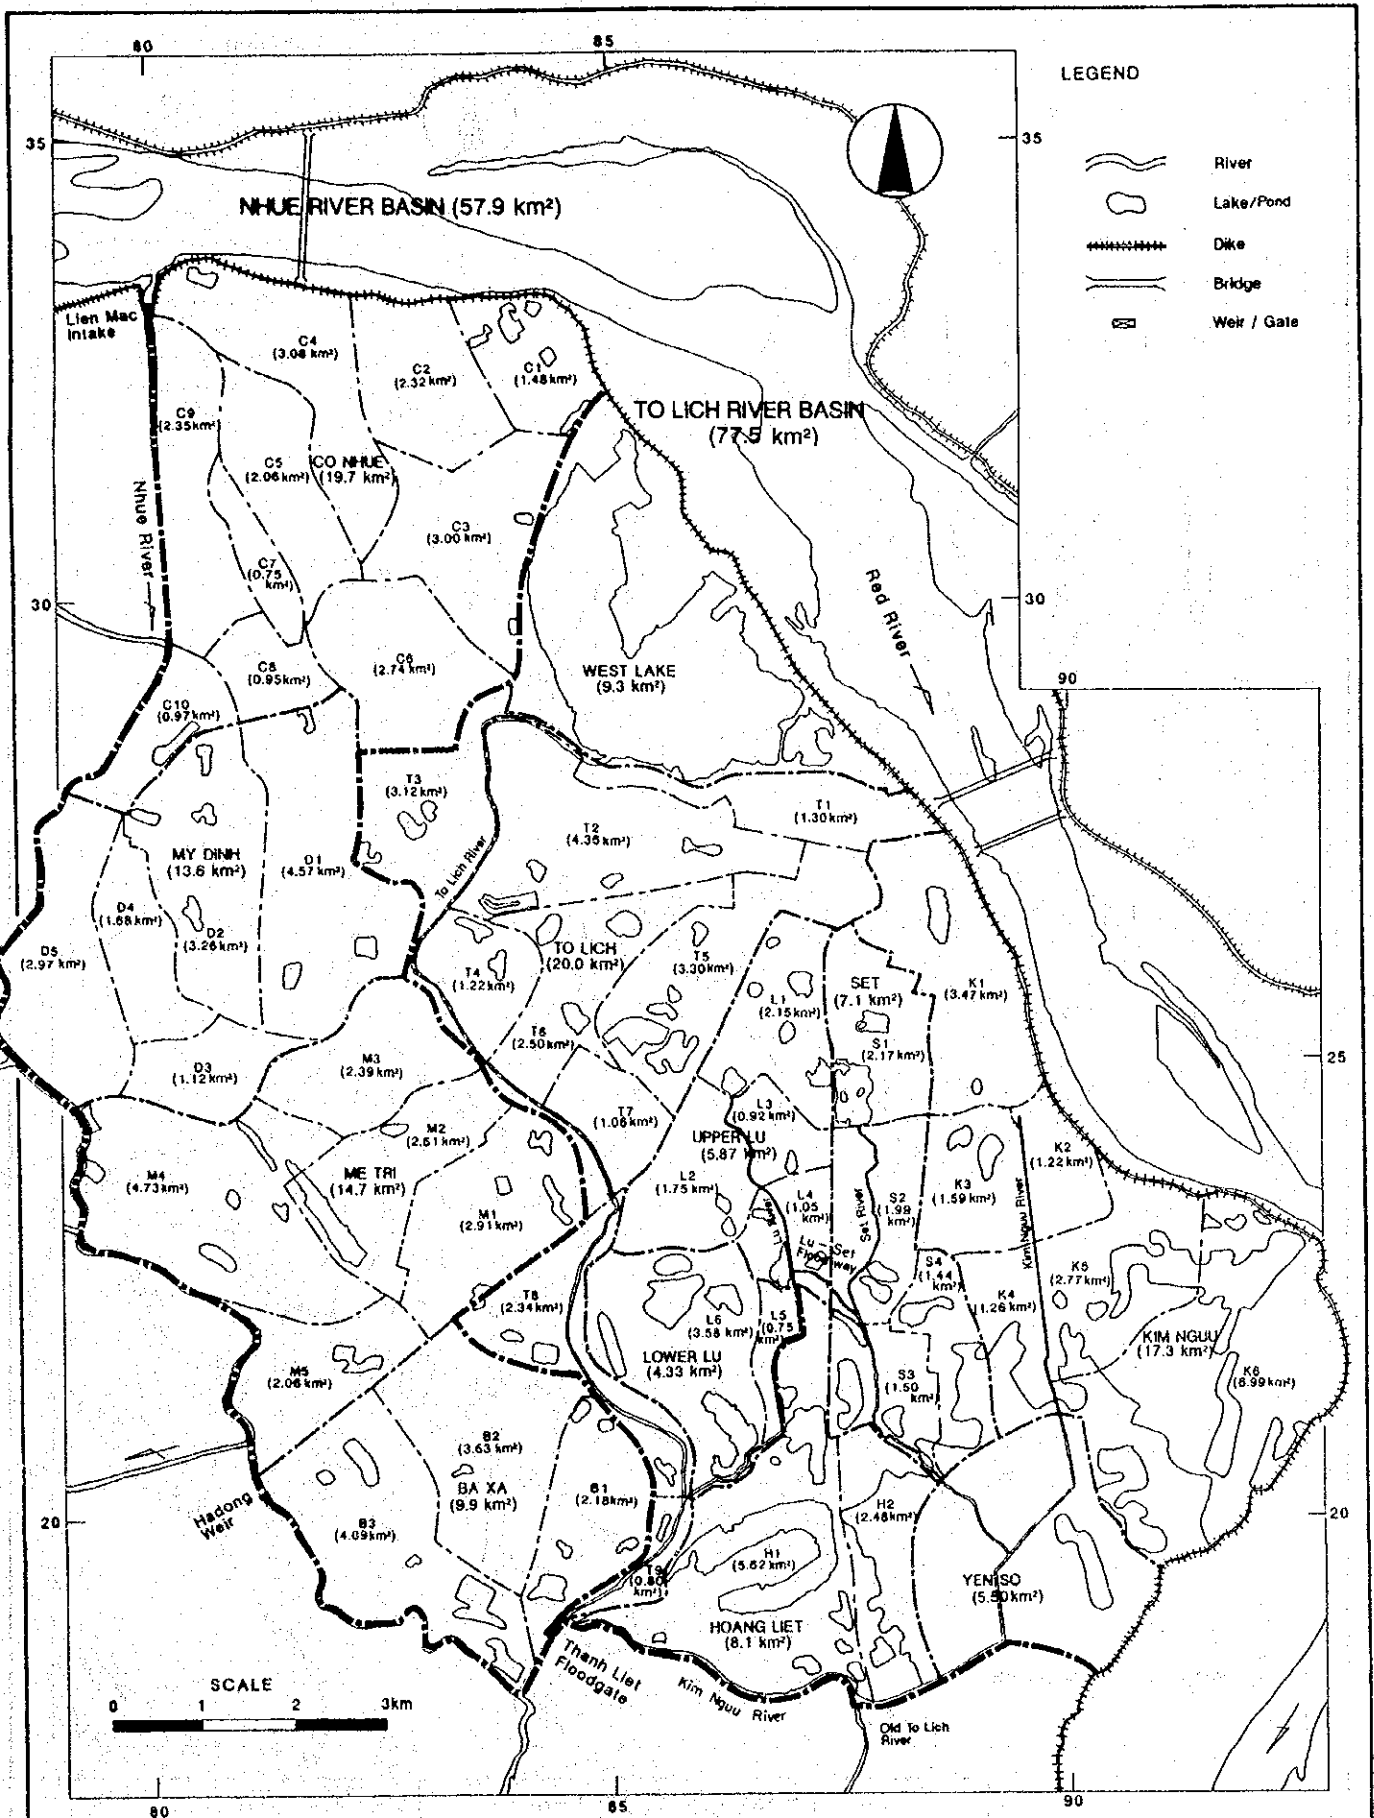 80
85
LEGEND
35
35
River
Lake/Pond
Dike
Bridge
Weir / Gate
NHUE RIVER BASIN (57.9 km²)
Lien Mac
Intake
C4
(3.08 km²)
C2
(2.32 km²)
C1
(1.48 km²)
TO LICH RIVER BASIN
(77.5 km²)
C9
(2.35 km²)
C5
(2.06 km²)
CO NHUE
(19.7 km²)
Nhue River
C3
(3.00 km²)
C7
(0.75
km²)
30
30
Red River
WEST LAKE
(9.3 km²)
C8
(0.95 km²)
C6
(2.74 km²)
90
C10
(0.97 km²)
T3
(3.12 km²)
T1
(1.30 km²)
T2
(4.36 km²)
To Lich River
MY DINH
(13.6 km²)
D1
(4.57 km²)
D4
(1.68 km²)
D2
(3.26 km²)
D5
(2.97 km²)
TO LICH
(20.0 km²)
T4
(1.22 km²)
T5
(3.30 km²)
L1
(2.15 km²)
SET
(7.1 km²)
K1
(3.47 km²)
T6
(2.50 km²)
S1
(2.17 km²)
25
D3
(1.12 km²)
M3
(2.39 km²)
T7
(1.06 km²)
L3
(0.92 km²)
M2
(2.61 km²)
UPPER LU
(5.87 km²)
K2
(1.22 km²)
M4
(4.73 km²)
ME TRI
(14.7 km²)
L2
(1.75 km²)
L4
(1.05
km²)
S2
(1.99
km²)
K3
(1.59 km²)
M1
(2.91 km²)
Lu River
Set River
Kim Nguu River
Lu - Set
Floodway
S4
(1.44
km²)
K5
(2.77 km²)
T8
(2.34 km²)
K4
(1.26 km²)
L6
(3.58 km²)
L5
(0.75
km²)
KIM NGUU
(17.3 km²)
LOWER LU
(4.33 km²)
M5
(2.06 km²)
S3
(1.50
km²)
K6
(6.99 km²)
B2
(3.63 km²)
BA XA
(9.9 km²)
B1
(2.18 km²)
Hadong
Weir
20
B3
(4.09 km²)
H2
(2.48 km²)
20
H1
(5.62 km²)
T9
(0.80
km²)
YENISO
(5.50 km²)
HOANG LIET
(8.1 km²)
Thanh Liet
Floodgate
Kim Nguu River
Old To Lich
River
SCALE
0 1 2 3km
80
85
90